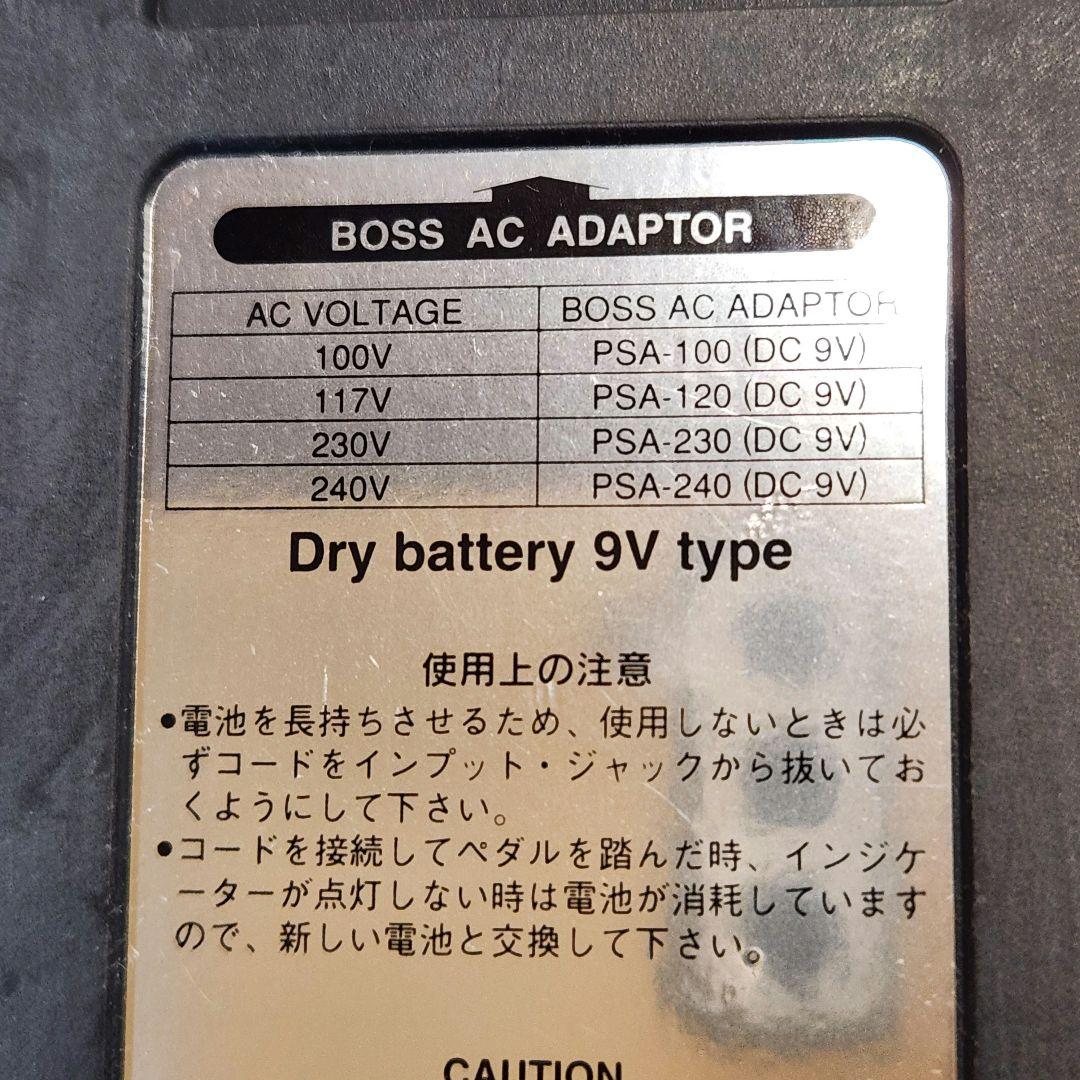 BOSS AC ADAPTOR
AC VOLTAGE BOSS AC ADAPTOR
100V PSA-100 (DC 9V)
117V PSA-120 (DC 9V)
230V PSA-230 (DC 9V)
240V PSA-240 (DC 9V)
Dry battery 9V type
使用上の注意
●電池を長持ちさせるため、使用しないときは必
ずコードをインプット・ジャックから抜いてお
くようにして下さい。
●コードを接続してペダルを踏んだ時、インジケ
ーターが点灯しない時は電池が消耗しています
ので、新しい電池と交換して下さい。
CAUTION